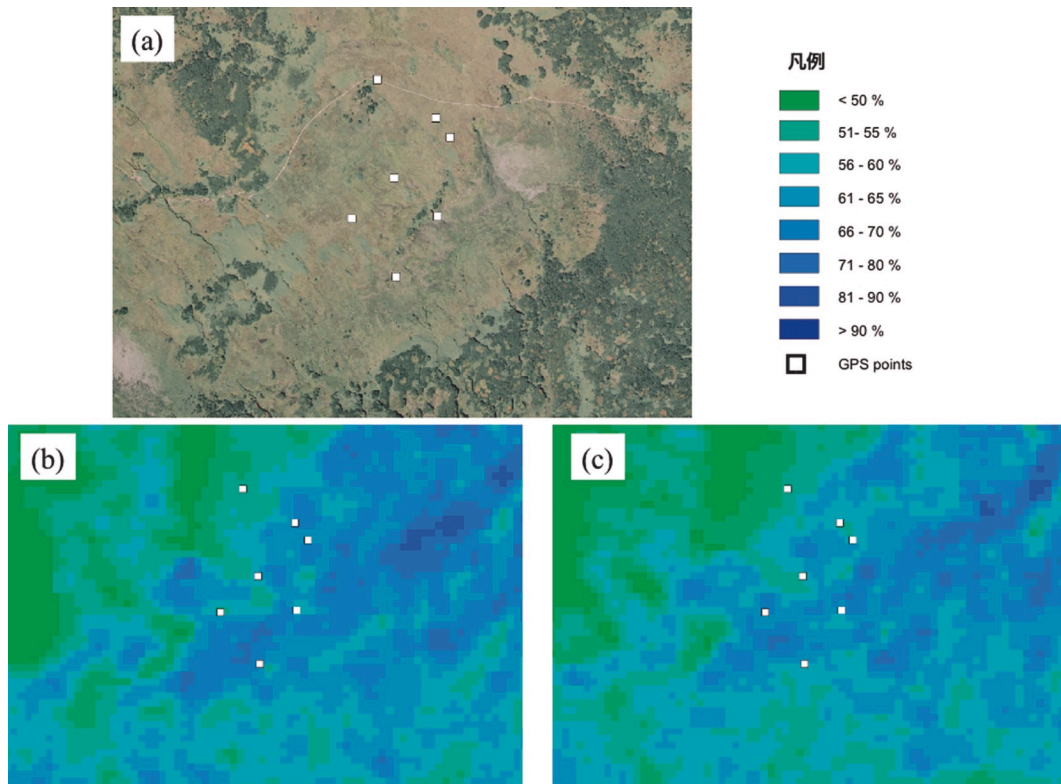 (a)
凡例
< 50 %
51- 55 %
56 - 60 %
61 - 65 %
66 - 70 %
71 - 80 %
81 - 90 %
> 90 %
GPS points
(b)
(c)